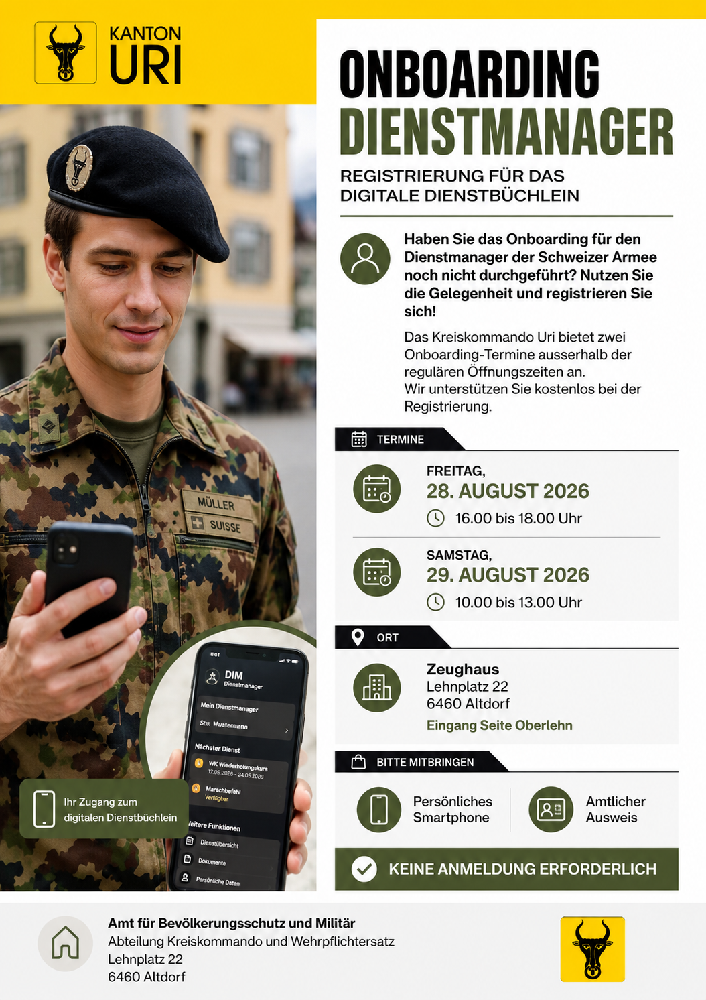 KANTON
URI
ONBOARDING
DIENSTMANAGER
REGISTRIERUNG FÜR DAS
DIGITALE DIENSTBÜCHLEIN
Haben Sie das Onboarding für den
Dienstmanager der Schweizer Armee
noch nicht durchgeführt? Nutzen Sie
die Gelegenheit und registrieren Sie
sich!
Das Kreiskommando Uri bietet zwei
Onboarding-Termine ausserhalb der
regulären Öffnungszeiten an.
Wir unterstützen Sie kostenlos bei der
Registrierung.
TERMINE
FREITAG,
28. AUGUST 2026
16.00 bis 18.00 Uhr
SAMSTAG,
29. AUGUST 2026
10.00 bis 13.00 Uhr
ORT
Zeughaus
Lehnplatz 22
6460 Altdorf
Eingang Seite Oberlehn
BITTE MITBRINGEN
Persönliches
Smartphone
Amtlicher
Ausweis
KEINE ANMELDUNG ERFORDERLICH
MÜLLER
SUISSE
DIM
Dienstmanager
Mein Dienstmanager
Mustermann
Nächster Dienst
WK Wiederholungskurs
17.05.2026 - 24.05.2026
Marschbefehl
Verfügbar
eitere Funktionen
Dienstübersicht
Dokumente
Persönliche Daten
Ihr Zugang zum
digitalen Dienstbüchlein
Amt für Bevölkerungsschutz und Militär
Abteilung Kreiskommando und Wehrpflichtersatz
Lehnplatz 22
6460 Altdorf